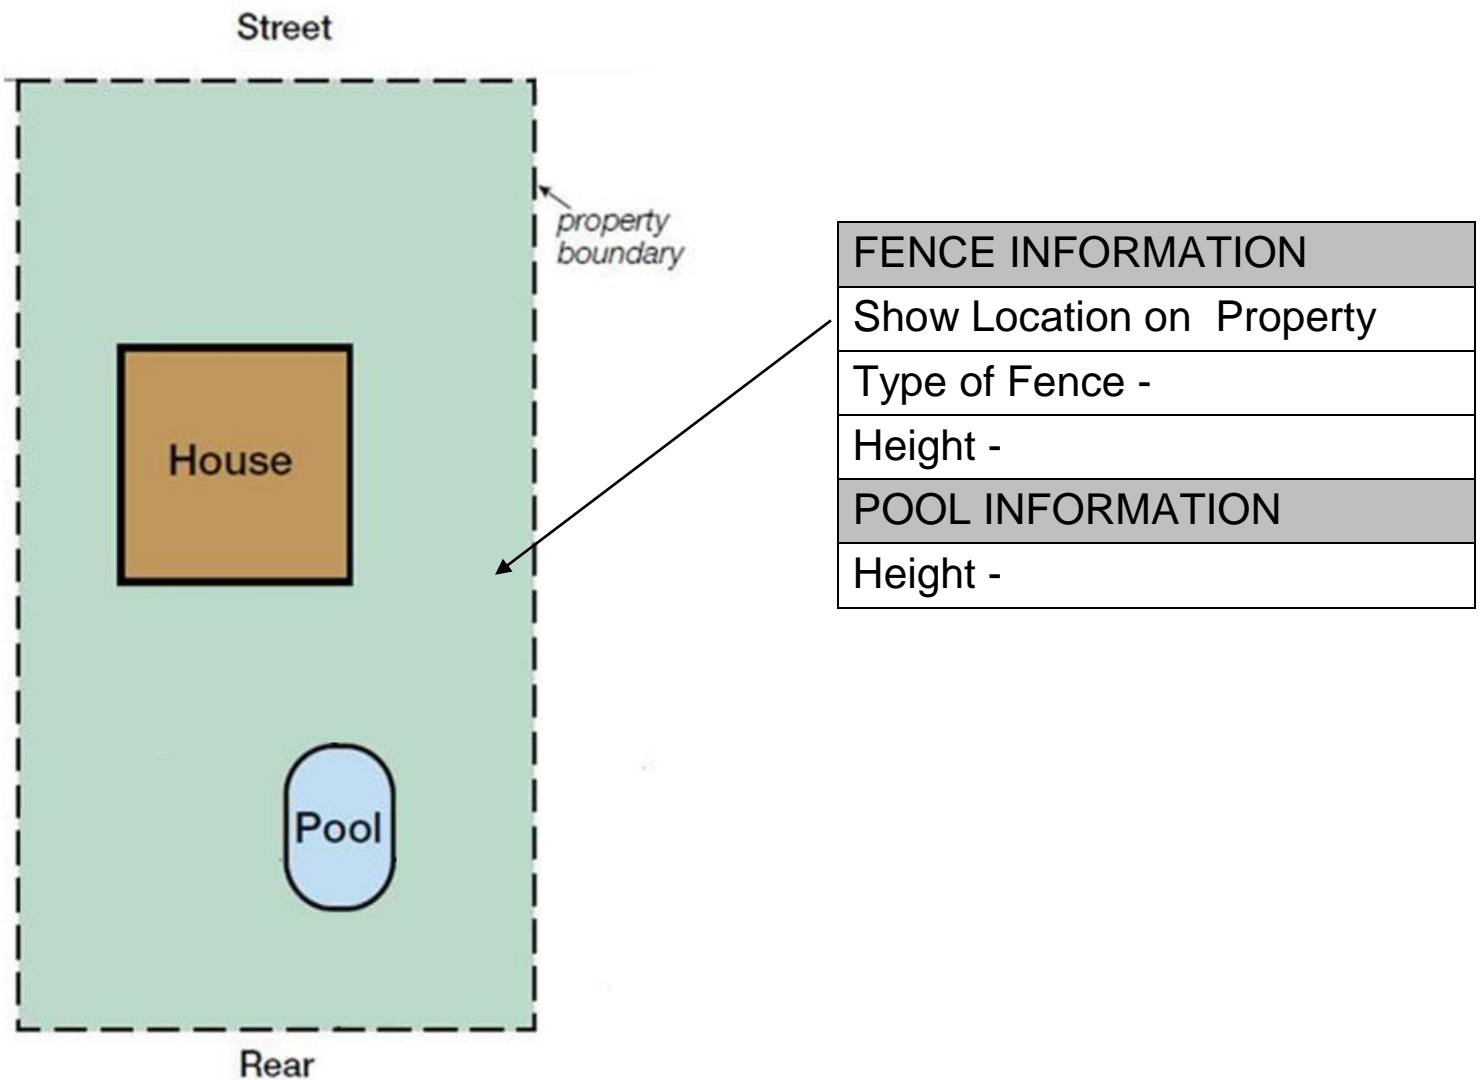 Street
property
boundary
House
Pool
Rear
FENCE INFORMATION
Show Location on  Property
Type of Fence -
Height -
POOL INFORMATION
Height -